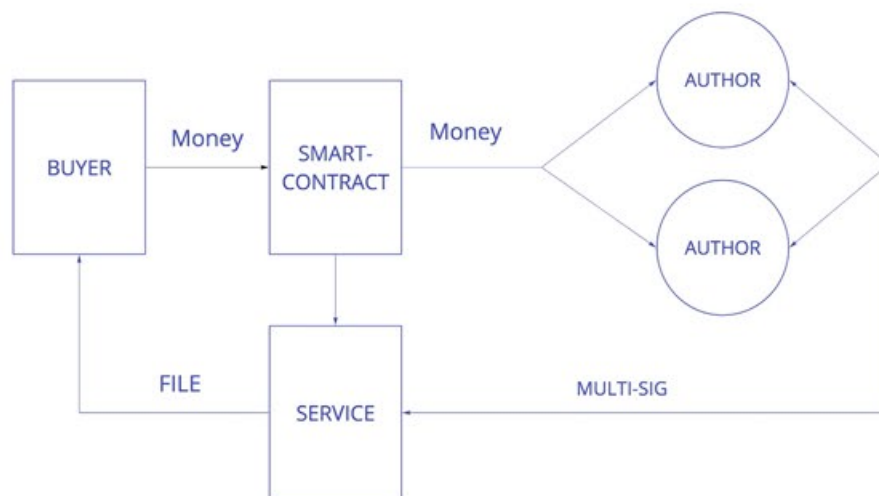 AUTHOR
Money
Money
BUYER
SMART-
CONTRACT
AUTHOR
FILE
MULTI-SIG
SERVICE